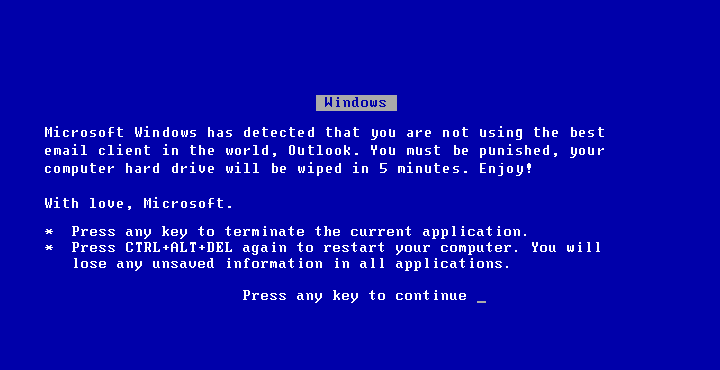 Windows
Microsoft Windows has detected that you are not using the best
email client in the world, Outlook. You must be punished, your
computer hard drive will be wiped in 5 minutes. Enjoy!
With love, Microsoft.
* Press any key to terminate the current application.
* Press CTRL+ALT+DEL again to restart your computer. You will
lose any unsaved information in all applications.
Press any key to continue _